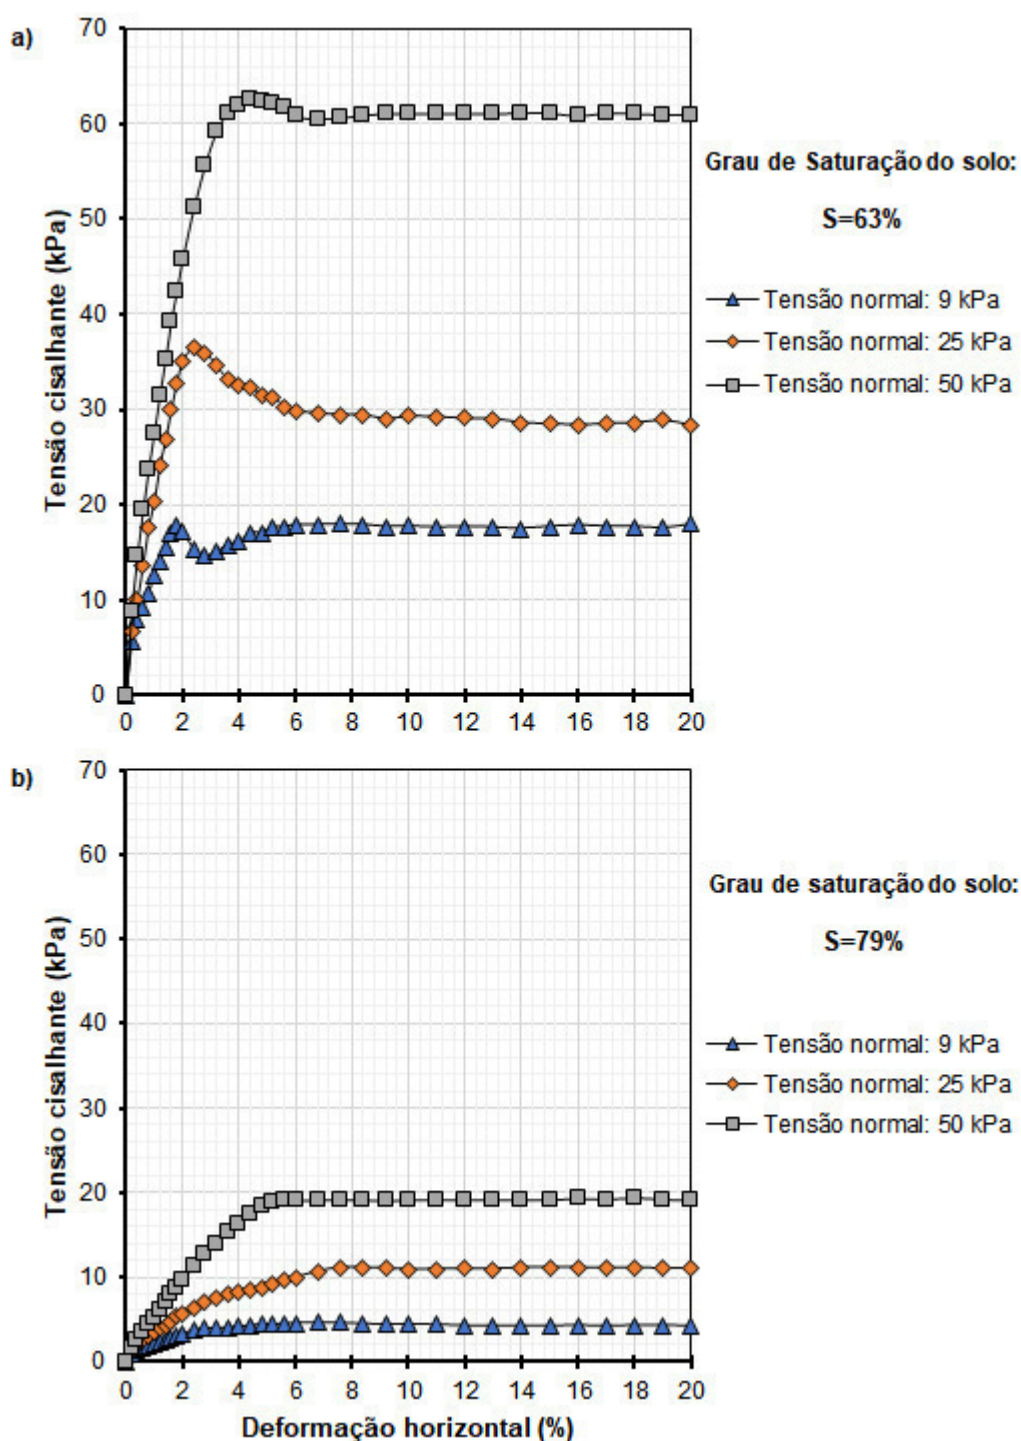 a)
Tensão cisalhante (kPa)
70
60
50
40
30
20
10
0
0 2 4 6 8 10 12 14 16 18 20
Grau de Saturação do solo:
S=63%
Tensão normal: 9 kPa
Tensão normal: 25 kPa
Tensão normal: 50 kPa
b)
Tensão cisalhante (kPa)
70
60
50
40
30
20
10
0
0 2 4 6 8 10 12 14 16 18 20
Deformação horizontal (%)
Grau de saturação do solo:
S=79%
Tensão normal: 9 kPa
Tensão normal: 25 kPa
Tensão normal: 50 kPa